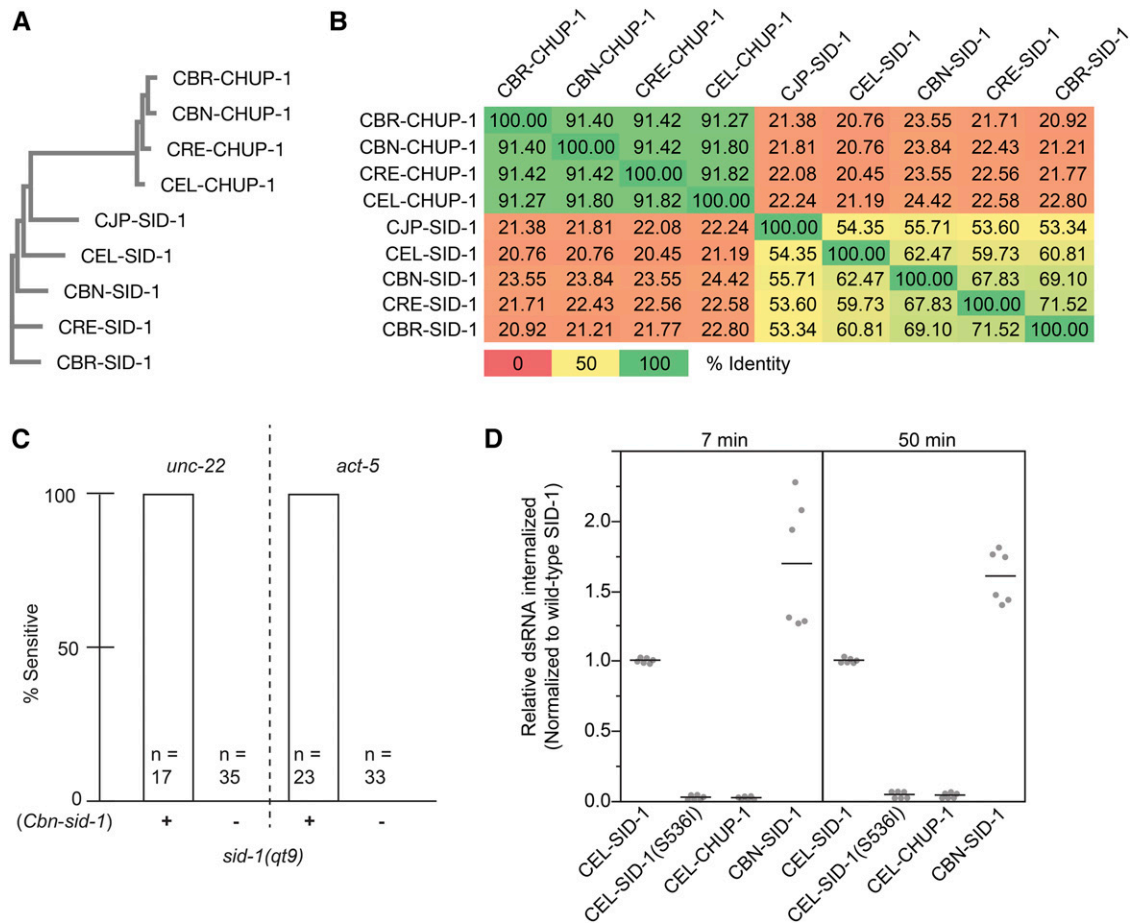 A
CBR-CHUP-1
CBN-CHUP-1
CRE-CHUP-1
CEL-CHUP-1
CJP-SID-1
CEL-SID-1
CBN-SID-1
CRE-SID-1
CBR-SID-1
B
CBR-CHUP-1 CBN-CHUP-1 CRE-CHUP-1 CEL-CHUP-1 CJP-SID-1 CEL-SID-1 CBN-SID-1 CRE-SID-1 CBR-SID-1
CBR-CHUP-1 100.00 91.40 91.42 91.27 21.38 20.76 23.55 21.71 20.92
CBN-CHUP-1 91.40 100.00 91.42 91.80 21.81 20.76 23.84 22.43 21.21
CRE-CHUP-1 91.42 91.42 100.00 91.82 22.08 20.45 23.55 22.56 21.77
CEL-CHUP-1 91.27 91.80 91.82 100.00 22.24 21.19 24.42 22.58 22.80
CJP-SID-1 21.38 21.81 22.08 22.24 100.00 54.35 55.71 53.60 53.34
CEL-SID-1 20.76 20.76 20.45 21.19 54.35 100.00 62.47 59.73 60.81
CBN-SID-1 23.55 23.84 23.55 24.42 55.71 62.47 100.00 67.83 69.10
CRE-SID-1 21.71 22.43 22.56 22.58 53.60 59.73 67.83 100.00 71.52
CBR-SID-1 20.92 21.21 21.77 22.80 53.34 60.81 69.10 71.52 100.00
0 50 100 % Identity
C
unc-22 act-5
% Sensitive
100
50
0
n = n = n = n =
17 35 23 33
(Cbn-sid-1) + - + -
sid-1(qt9)
D
7 min 50 min
Relative dsRNA internalized
(Normalized to wild-type SID-1)
2.0
1.5
1.0
0.5
0.0
CEL-SID-1 CEL-SID-1(S536I) CEL-CHUP-1 CBN-SID-1 CEL-SID-1 CEL-SID-1(S536I) CEL-CHUP-1 CBN-SID-1